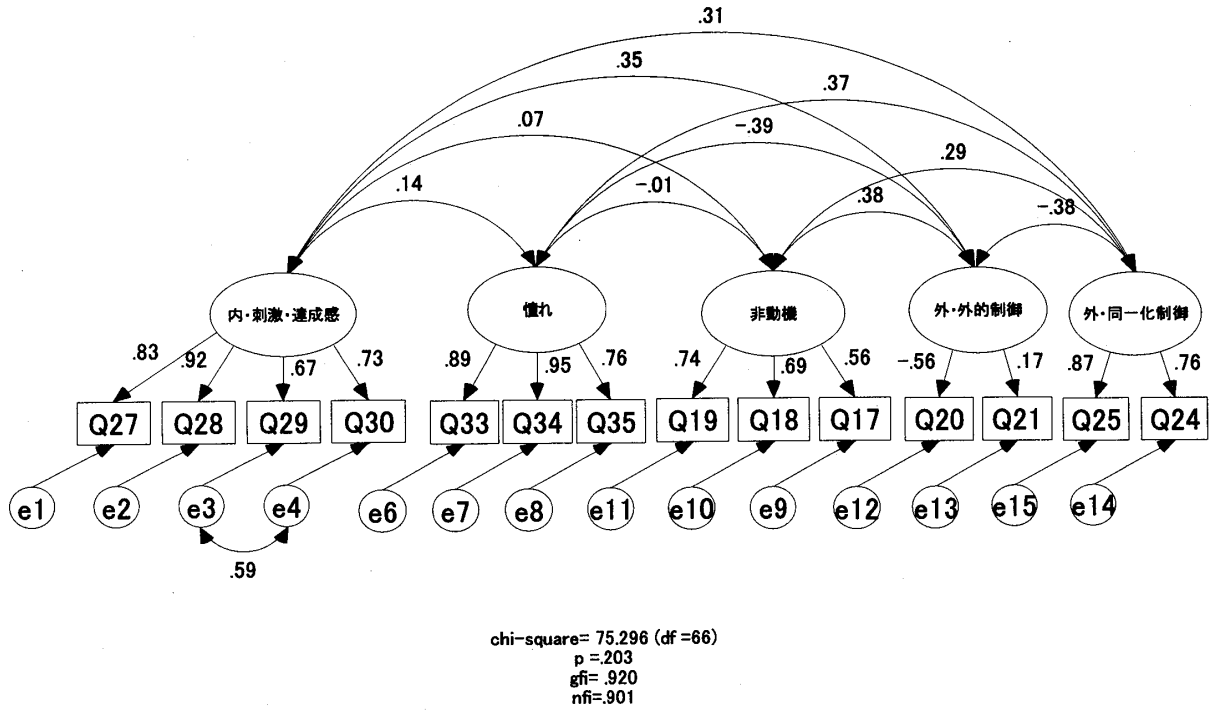 .31
.35
.37
.07
-.39
.29
.14
-.01
.38
-.38
内・刺激・達成感
憧れ
非動機
外・外的制御
外・同一化制御
.83
.92
.67
.73
.89
.95
.76
.74
.69
.56
-.56
.17
.87
.76
Q27
Q28
Q29
Q30
Q33
Q34
Q35
Q19
Q18
Q17
Q20
Q21
Q25
Q24
e1
e2
e3
e4
e6
e7
e8
e11
e10
e9
e12
e13
e15
e14
.59
chi-square= 75.296 (df =66)
p =.203
gfi= .920
nfi=.901